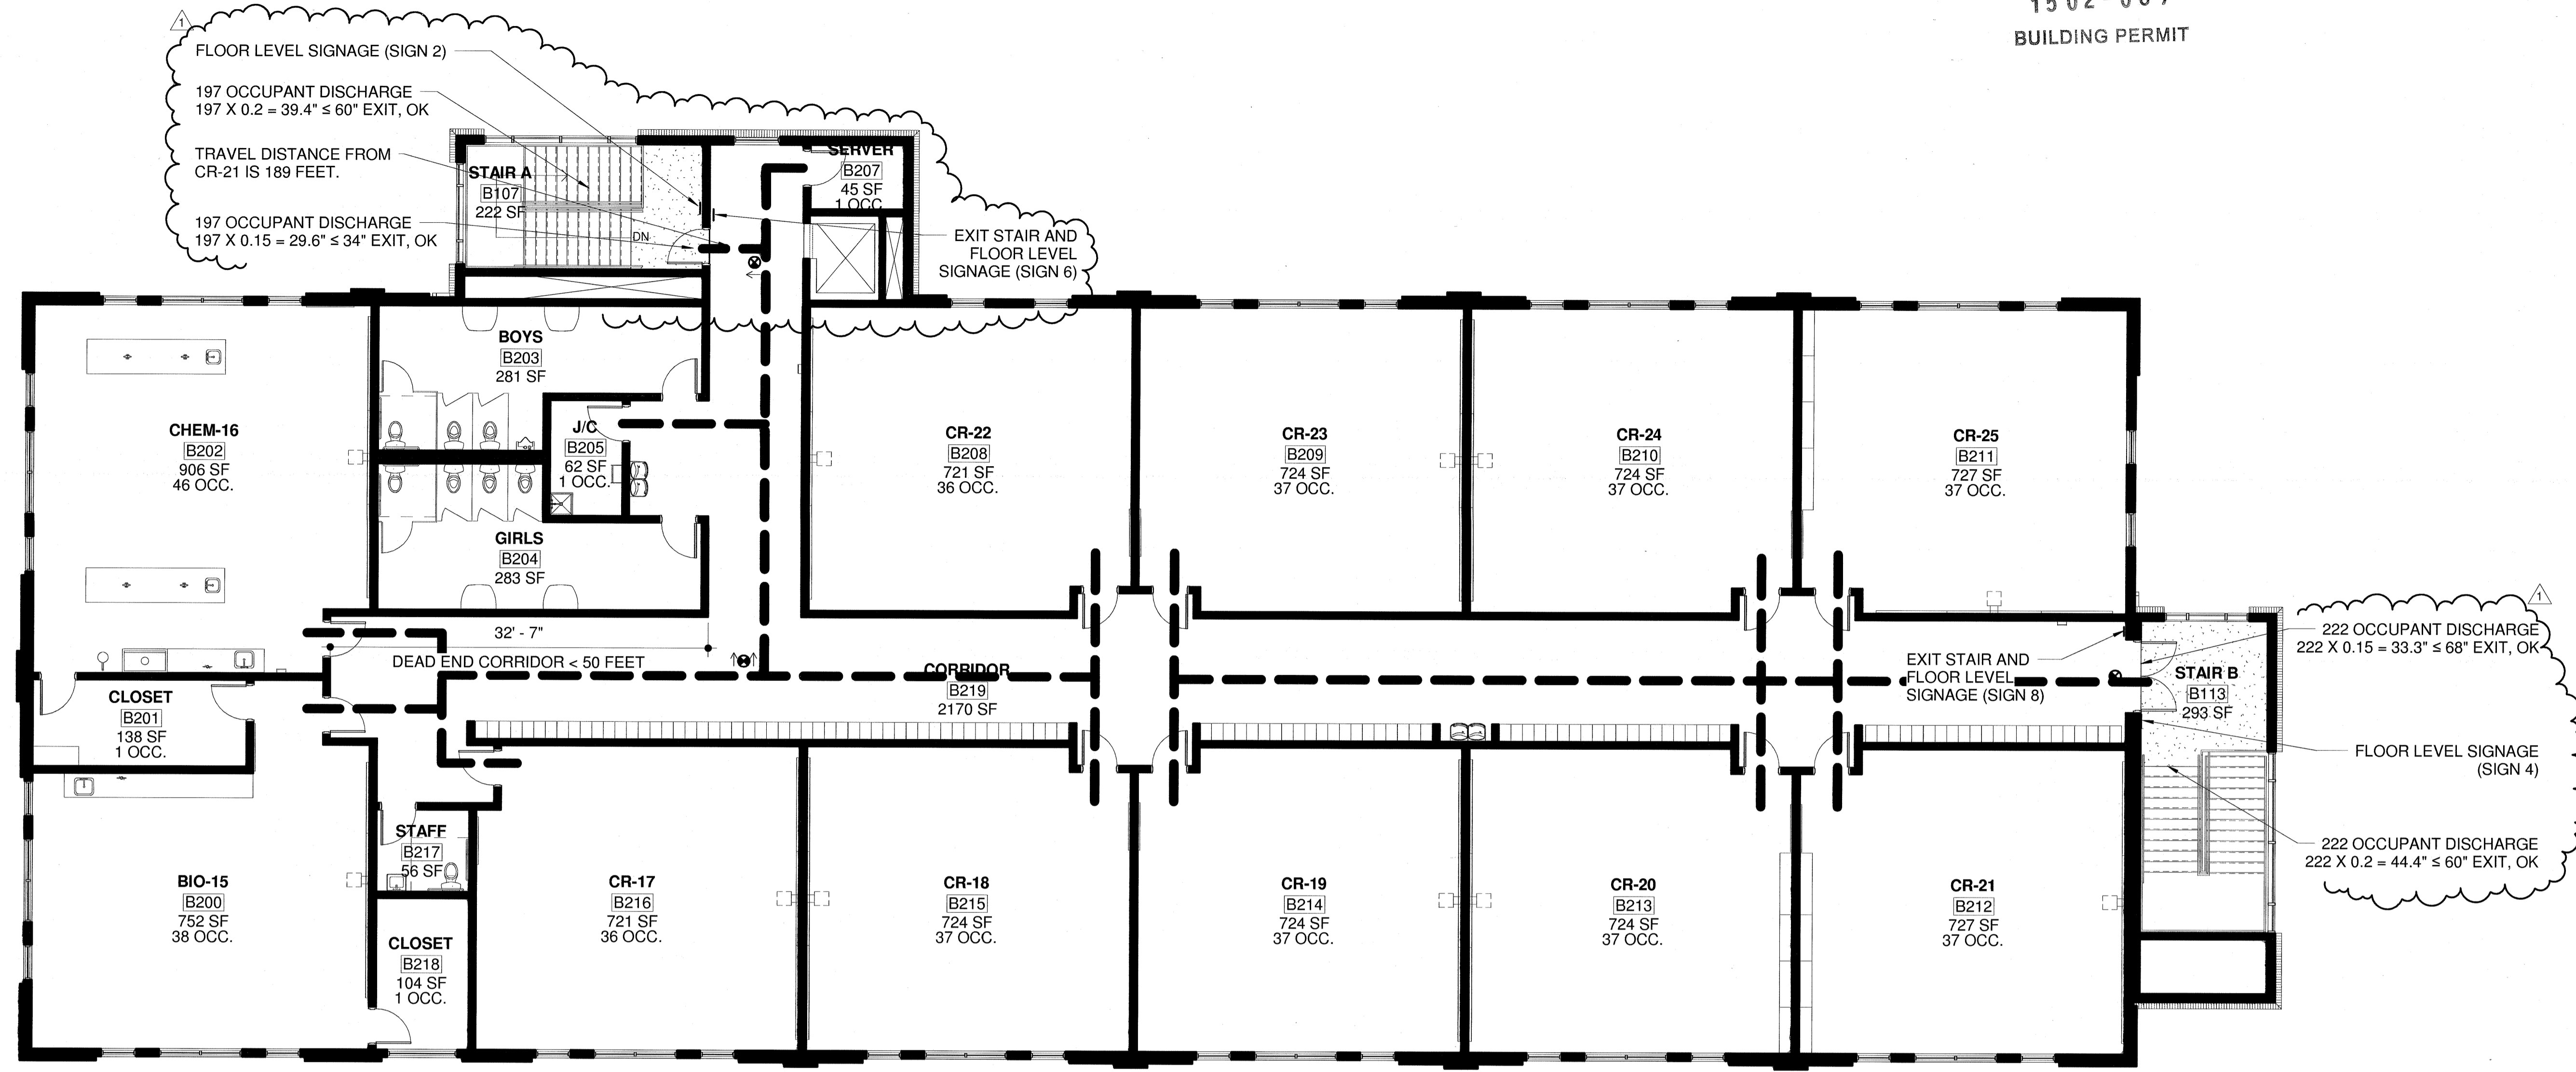 BUILDING PERMIT
1
FLOOR LEVEL SIGNAGE (SIGN 2)
197 OCCUPANT DISCHARGE
197 X 0.2 = 39.4" ≤ 60" EXIT, OK
TRAVEL DISTANCE FROM
CR-21 IS 189 FEET.
197 OCCUPANT DISCHARGE
197 X 0.15 = 29.6" ≤ 34" EXIT, OK
STAIR A
B107
222 SF
DN
SERVER
B207
45 SF
1 OCC
EXIT STAIR AND
FLOOR LEVEL
SIGNAGE (SIGN 6)
CHEM-16
B202
906 SF
46 OCC.
BOYS
B203
281 SF
J/C
B205
62 SF
1 OCC.
GIRLS
B204
283 SF
CR-22
B208
721 SF
36 OCC.
CR-23
B209
724 SF
37 OCC.
CR-24
B210
724 SF
37 OCC.
CR-25
B211
727 SF
37 OCC.
32' - 7"
DEAD END CORRIDOR < 50 FEET
CORRIDOR
B219
2170 SF
EXIT STAIR AND
FLOOR LEVEL
SIGNAGE (SIGN 8)
STAIR B
B113
293 SF
1
222 OCCUPANT DISCHARGE
222 X 0.15 = 33.3" ≤ 68" EXIT, OK
FLOOR LEVEL SIGNAGE
(SIGN 4)
222 OCCUPANT DISCHARGE
222 X 0.2 = 44.4" ≤ 60" EXIT, OK
CLOSET
B201
138 SF
1 OCC.
BIO-15
B200
752 SF
38 OCC.
STAFF
B217
56 SF
CLOSET
B218
104 SF
1 OCC.
CR-17
B216
721 SF
36 OCC.
CR-18
B215
724 SF
37 OCC.
CR-19
B214
724 SF
37 OCC.
CR-20
B213
724 SF
37 OCC.
CR-21
B212
727 SF
37 OCC.